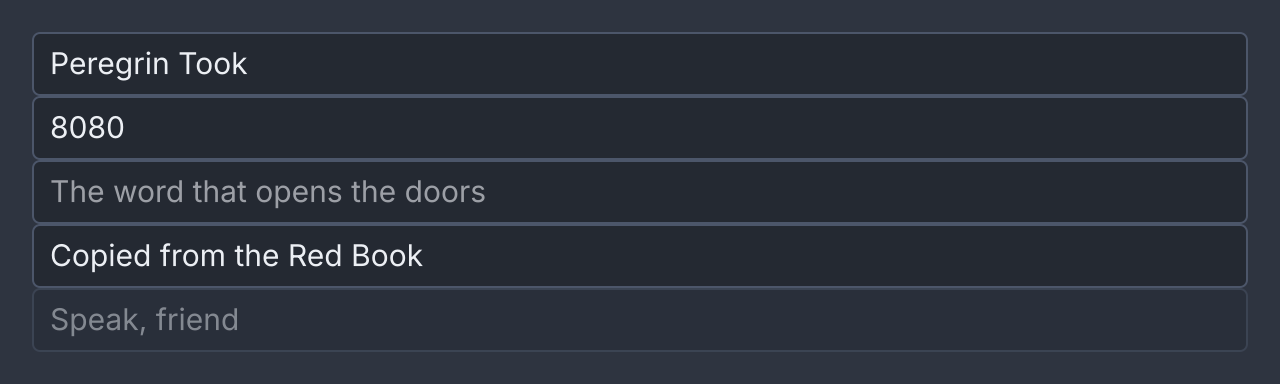 Peregrin Took
8080
The word that opens the doors
Copied from the Red Book
Speak, friend